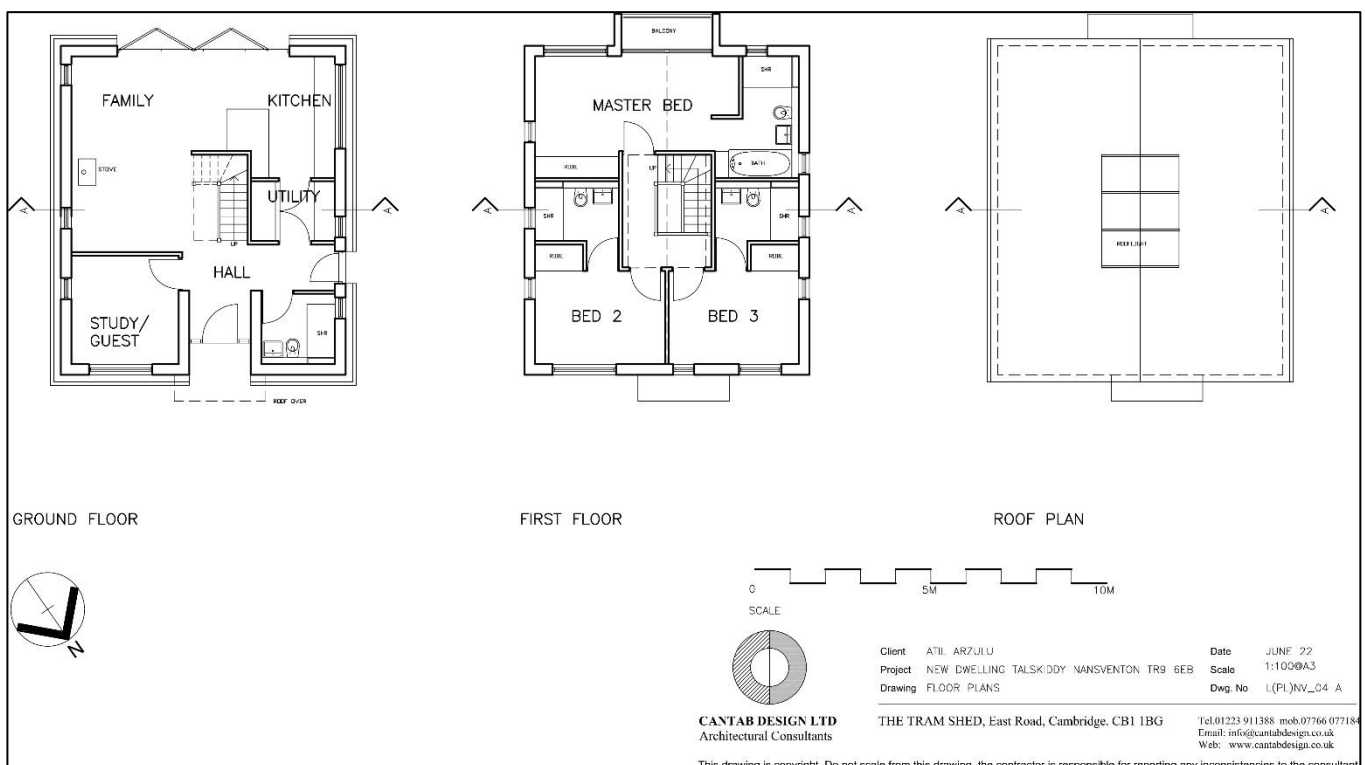 FAMILY
KITCHEN
STOVE
UTILITY
A
A
UP
HALL
STUDY/
GUEST
SHR
ROOF OVER
GROUND FLOOR
BALCONY
SHR
MASTER BED
ROBE
UP
BATH
A
A
SHR
SHR
ROBE
ROBE
BED 2
BED 3
FIRST FLOOR
A
A
ROOFLIGHT
ROOF PLAN
N
0
5M
10M
SCALE
Client ATIL ARZULU
Project NEW DWELLING TALSKIDDY NANSVENTON TR9 6EB
Drawing FLOOR PLANS
Date JUNE 22
Scale 1:100@A3
Dwg. No L(PL)NV_04 A
CANTAB DESIGN LTD
Architectural Consultants
THE TRAM SHED, East Road, Cambridge. CB1 1BG
Tel.01223 911388 mob.07766 077184
Email: info@cantabdesign.co.uk
Web: www.cantabdesign.co.uk
This drawing is copyright. Do not scale from this drawing, the contractor is responsible for reporting any inconsistencies to the consultant